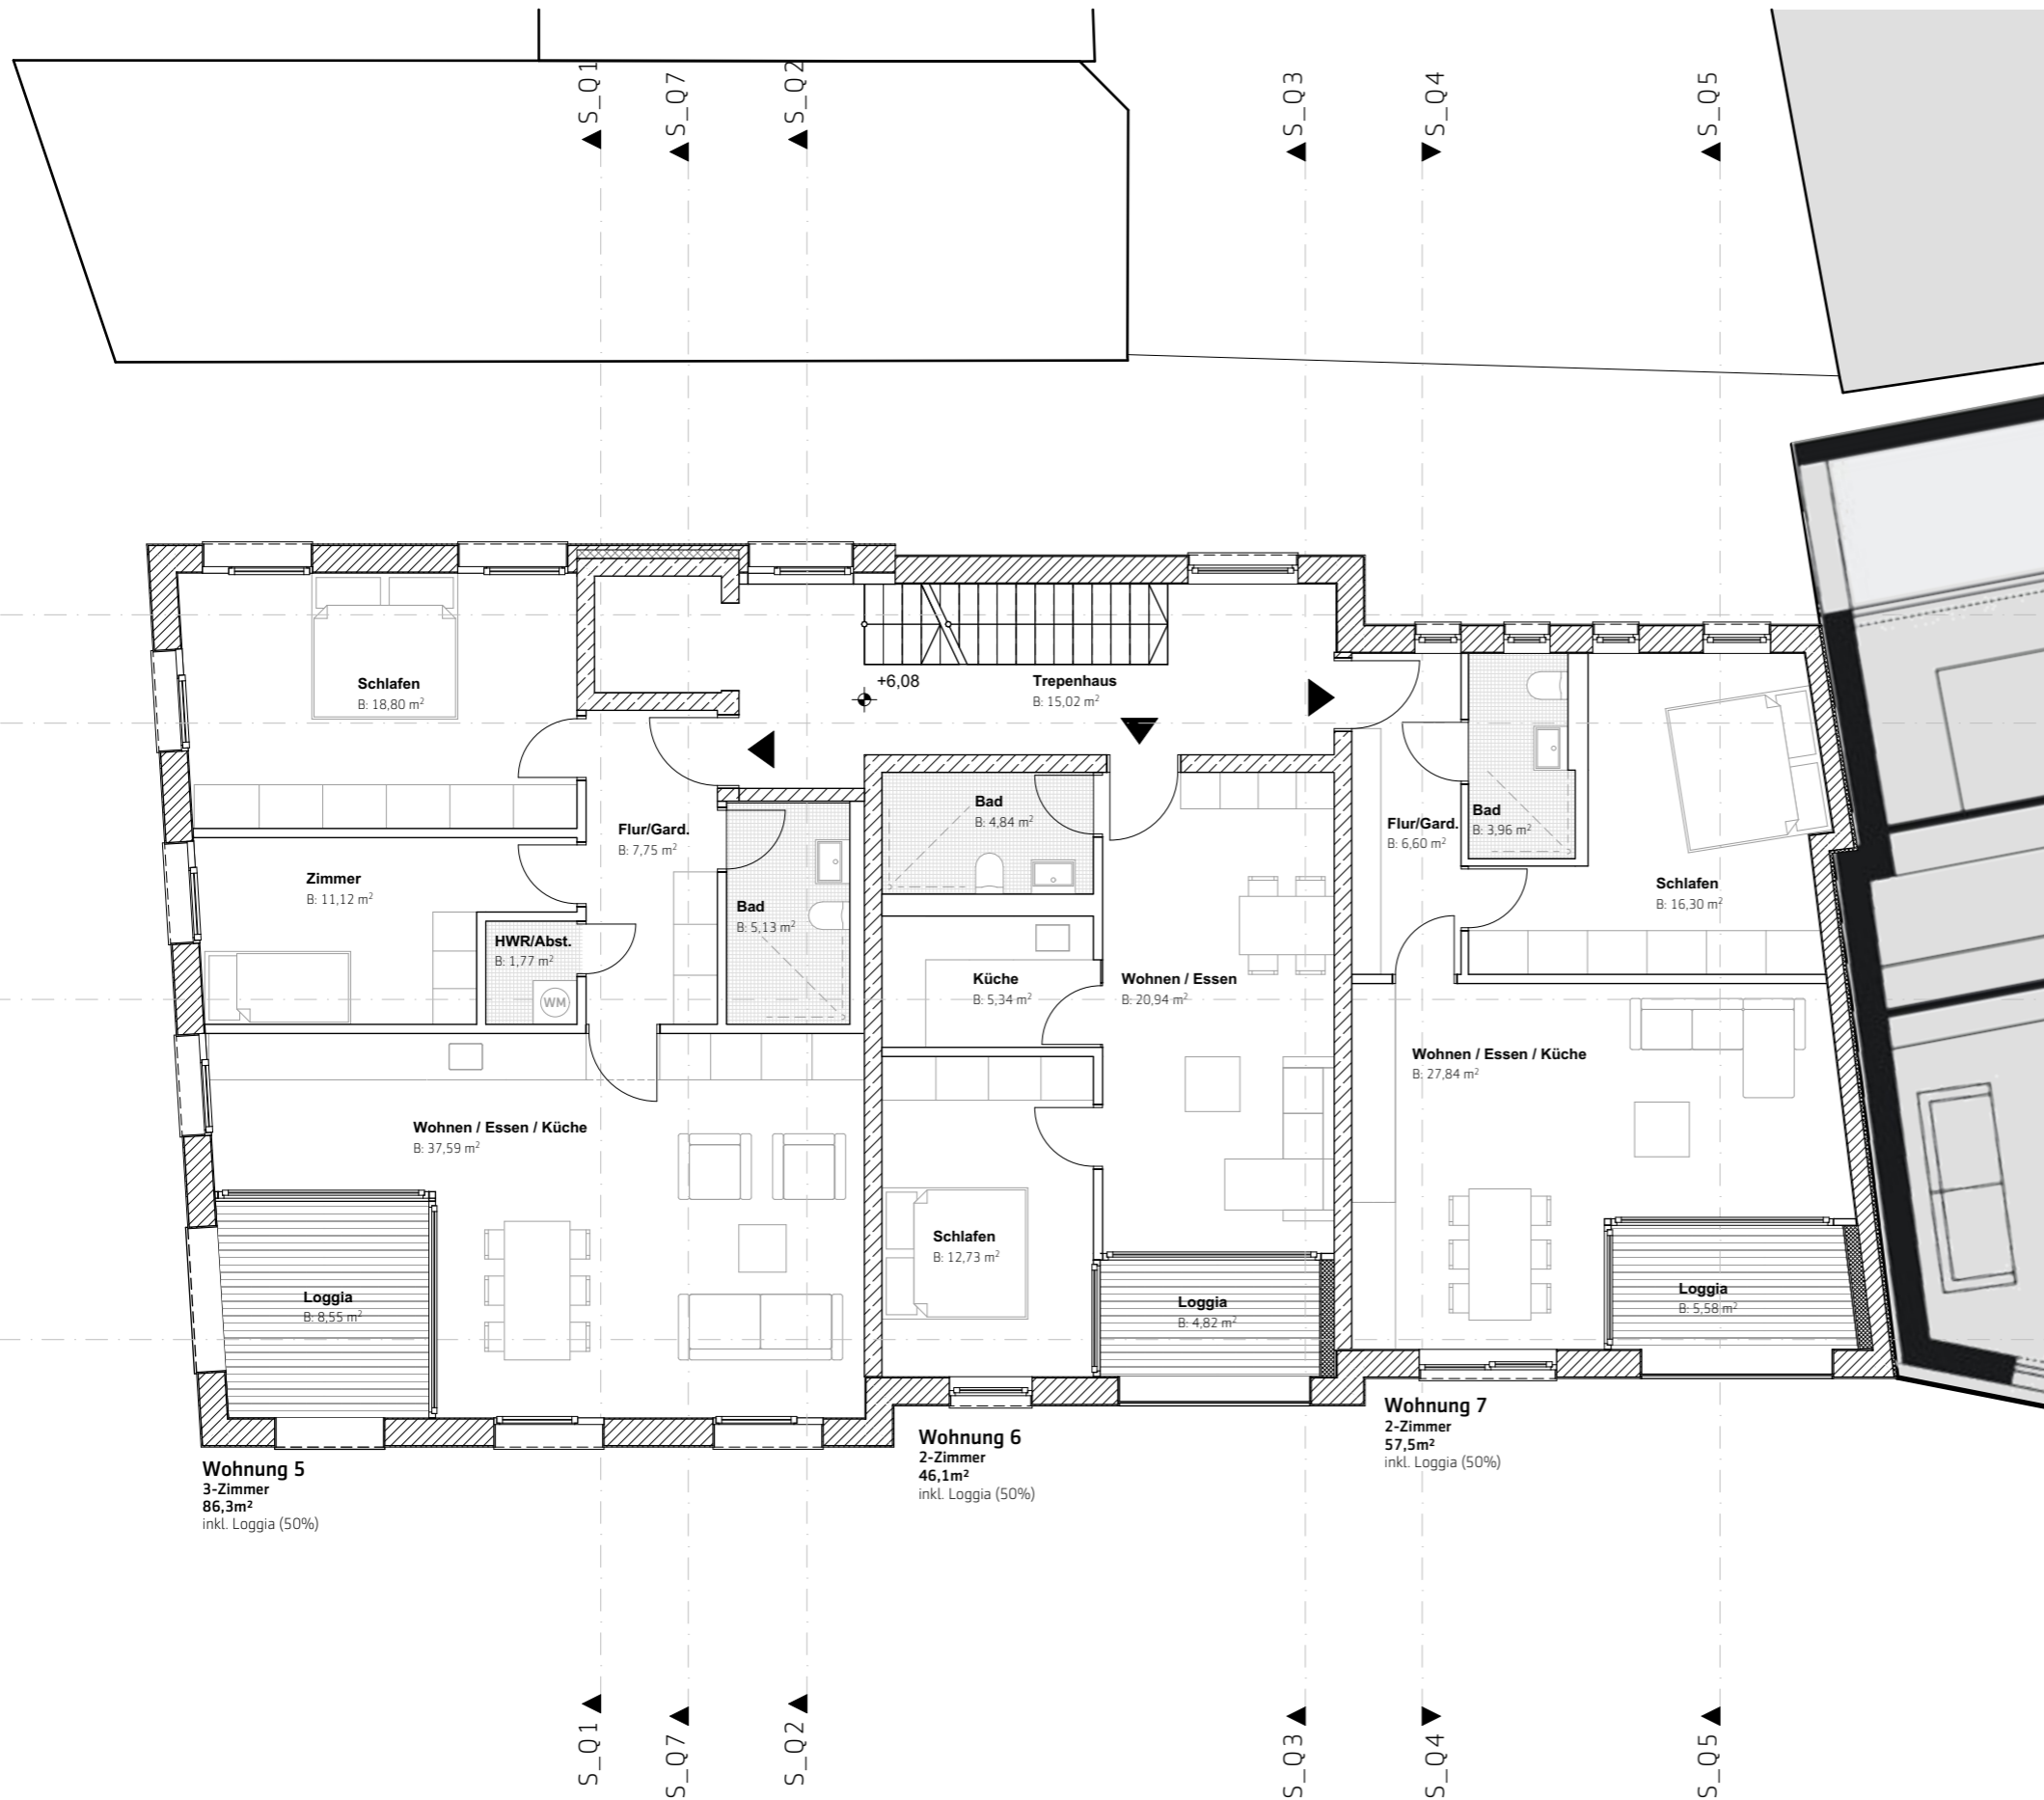 S_Q1
S_Q7
S_Q2
S_Q3
S_Q4
S_Q5
Schlafen
B: 18,80 m²
+6,08
Trepenhaus
B: 15,02 m²
Bad
B: 4,84 m²
Flur/Gard.
B: 7,75 m²
Flur/Gard.
B: 6,60 m²
Bad
B: 3,96 m²
Zimmer
B: 11,12 m²
Schlafen
B: 16,30 m²
Bad
B: 5,13 m²
HWR/Abst.
B: 1,77 m²
WM
Küche
B: 5,34 m²
Wohnen / Essen
B: 20,94 m²
Wohnen / Essen / Küche
B: 27,84 m²
Wohnen / Essen / Küche
B: 37,59 m²
Schlafen
B: 12,73 m²
Loggia
B: 8,55 m²
Loggia
B: 4,82 m²
Loggia
B: 5,58 m²
Wohnung 5
3-Zimmer
86,3m²
inkl. Loggia (50%)
Wohnung 6
2-Zimmer
46,1m²
inkl. Loggia (50%)
Wohnung 7
2-Zimmer
57,5m²
inkl. Loggia (50%)
S_Q1
S_Q7
S_Q2
S_Q3
S_Q4
S_Q5